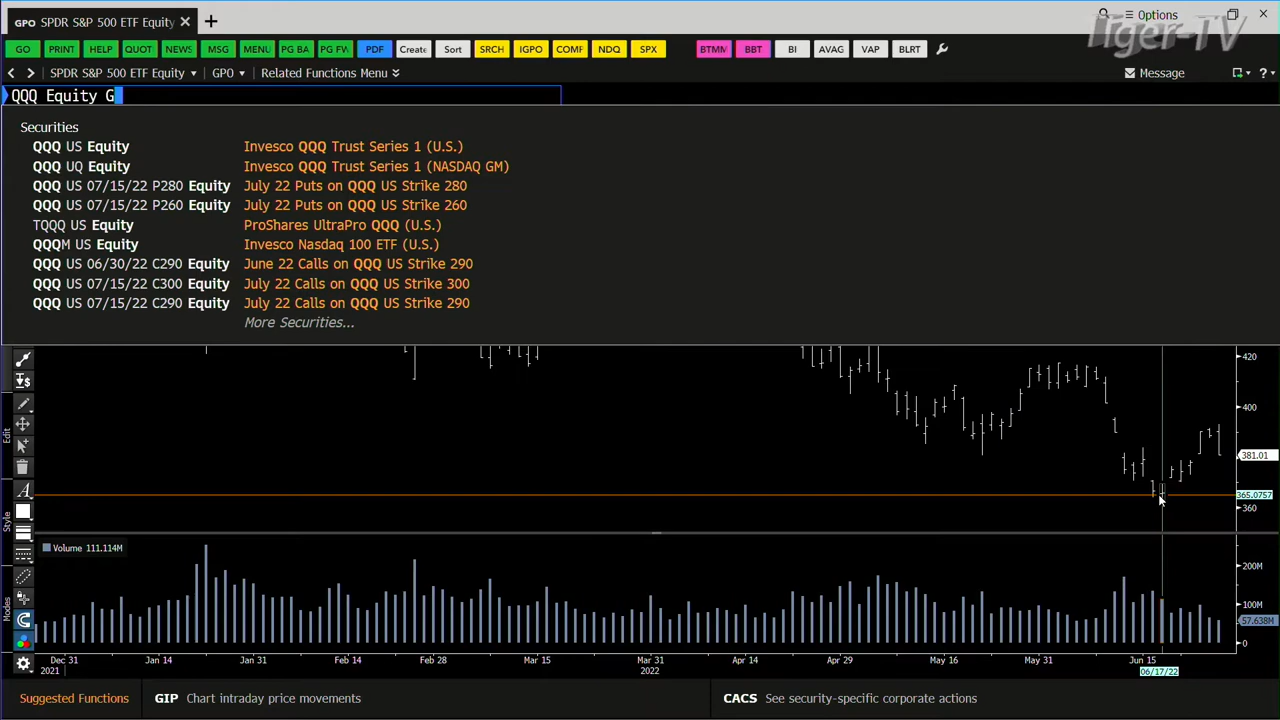 GPO SPDR S&P 500 ETF Equity
Options
Tiger-TV
GO PRINT HELP QUOT NEWS MSG MENU PG BA PG FW PDF Create Sort SRCH IGPO COMF NDQ SPX BTMM BBT BI AVAG VAP BLRT
SPDR S&P 500 ETF Equity GPO Related Functions Menu Message ?
QQQ Equity G
Securities
QQQ US Equity Invesco QQQ Trust Series 1 (U.S.)
QQQ UQ Equity Invesco QQQ Trust Series 1 (NASDAQ GM)
QQQ US 07/15/22 P280 Equity July 22 Puts on QQQ US Strike 280
QQQ US 07/15/22 P260 Equity July 22 Puts on QQQ US Strike 260
TQQQ US Equity ProShares UltraPro QQQ (U.S.)
QQQM US Equity Invesco Nasdaq 100 ETF (U.S.)
QQQ US 06/30/22 C290 Equity June 22 Calls on QQQ US Strike 290
QQQ US 07/15/22 C300 Equity July 22 Calls on QQQ US Strike 300
QQQ US 07/15/22 C290 Equity July 22 Calls on QQQ US Strike 290
More Securities...
420
400
381.01
365.0757
360
Edit
Style
Modes
Volume 111.114M
200M
100M
57.638M
0
Dec 31 Jan 14 Jan 31 Feb 14 Feb 28 Mar 15 Mar 31 Apr 14 Apr 29 May 16 May 31 Jun 15
2021 2022 06/17/22
Suggested Functions GIP Chart intraday price movements CACS See security-specific corporate actions